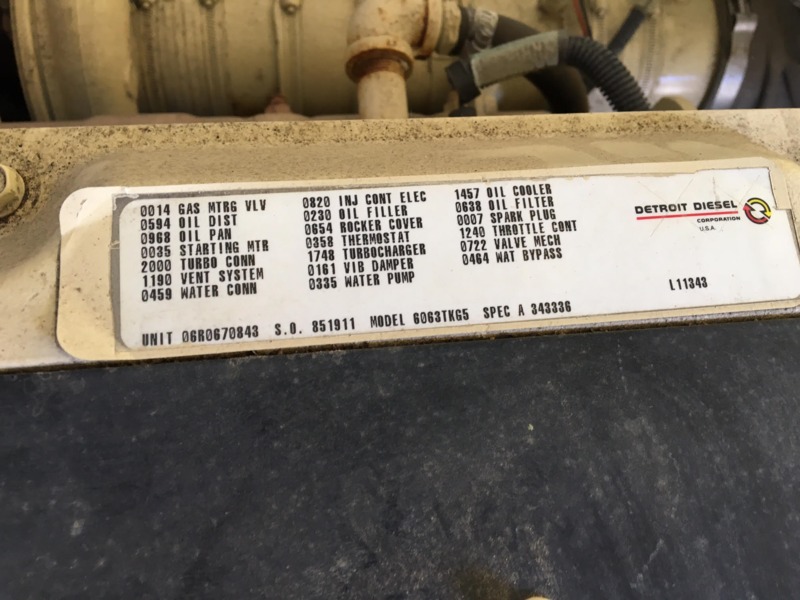 0014 GAS MTRG VLV
0594 OIL DIST
0968 OIL PAN
0035 STARTING MTR
2000 TURBO CONN
1190 VENT SYSTEM
0459 WATER CONN
0820 INJ CONT ELEC
0230 OIL FILLER
0654 ROCKER COVER
0358 THERMOSTAT
1748 TURBOCHARGER
0161 VIB DAMPER
0335 WATER PUMP
1457 OIL COOLER
0638 OIL FILTER
0007 SPARK PLUG
1240 THROTTLE CONT
0722 VALVE MECH
0464 WAT BYPASS
DETROIT DIESEL
CORPORATION
U.S.A
L11343
UNIT 06R0670843 S.O. 851911 MODEL 6063TKG5 SPEC A 343336